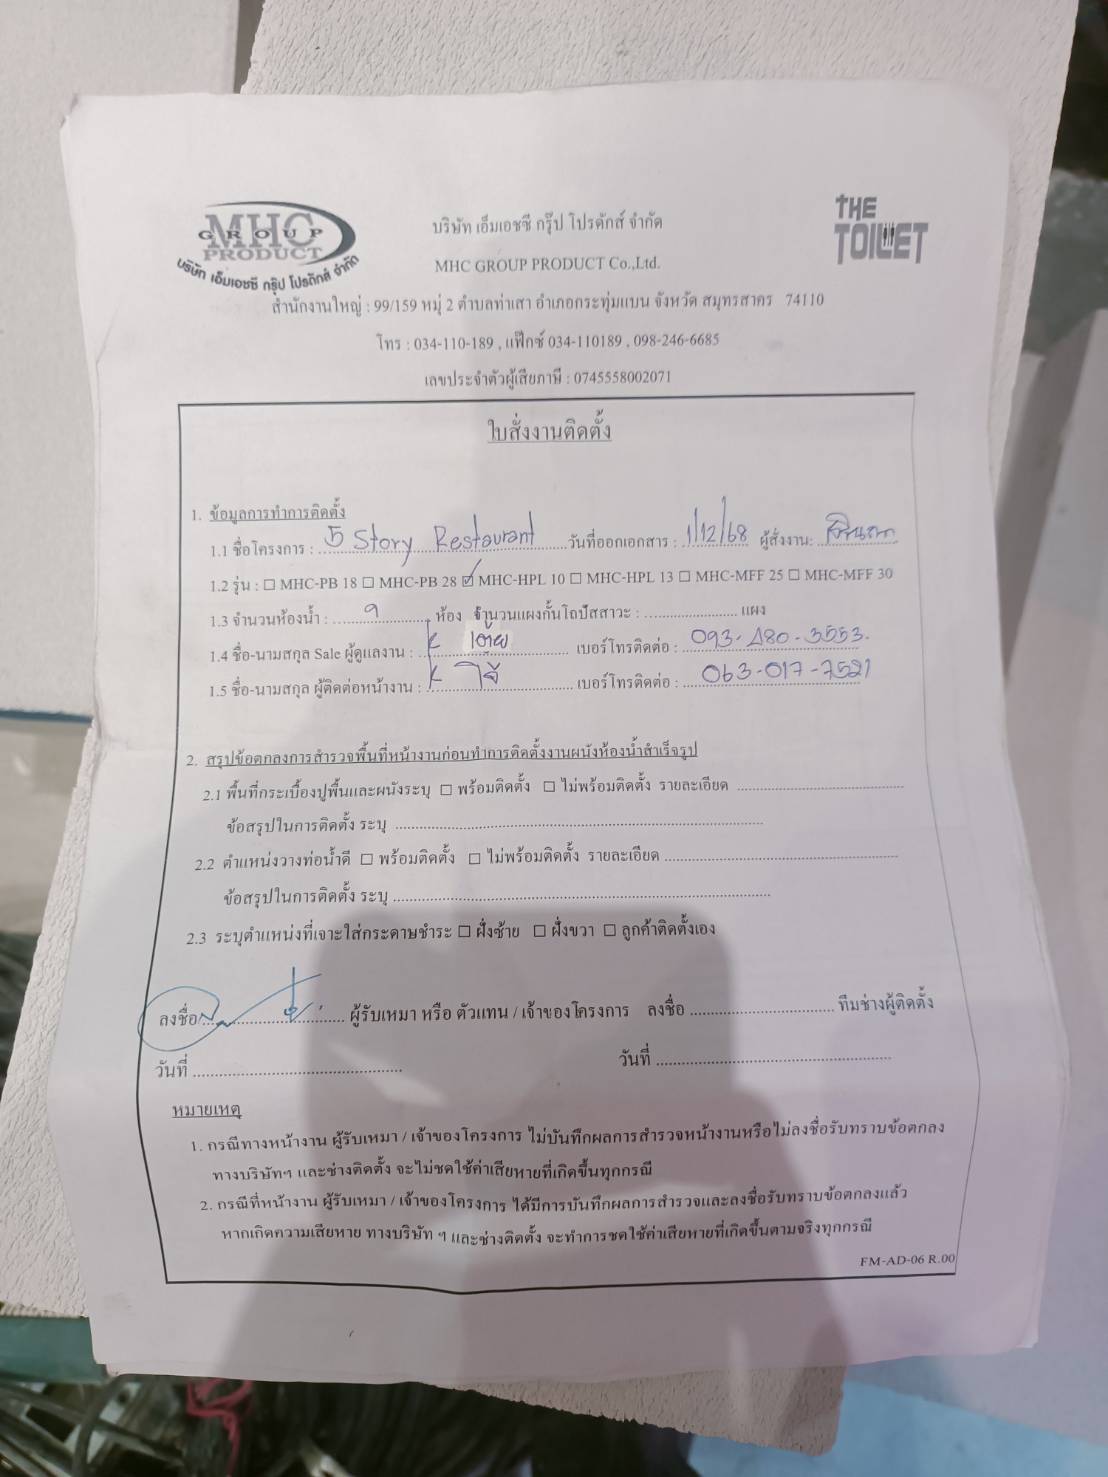 MHC
GROUP
PRODUCT
บริษัท เอ็มเอชซี กรุ๊ป โปรดักส์ จำกัด
THE
TOILET
บริษัท เอ็มเอชซี กรุ๊ป โปรดักส์ จำกัด
MHC GROUP PRODUCT Co.,Ltd.
สำนักงานใหญ่ : 99/159 หมู่ 2 ตำบลท่าเสา อำเภอกระทุ่มแบน จังหวัด สมุทรสาคร 74110
โทร : 034-110-189 , แฟ็กซ์ 034-110189 , 098-246-6685
เลขประจำตัวผู้เสียภาษี : 0745558002071
ใบสั่งงานติดตั้ง
1. ข้อมูลการทำการติดตั้ง
1.1 ชื่อโครงการ : 5 Story Restaurant วันที่ออกเอกสาร : 1/12/68 ผู้สั่งงาน:
1.2 รุ่น : ☐ MHC-PB 18 ☐ MHC-PB 28 ☑ MHC-HPL 10 ☐ MHC-HPL 13 ☐ MHC-MFF 25 ☐ MHC-MFF 30
1.3 จำนวนห้องน้ำ : 9 ห้อง จำนวนแผงกั้นโถปัสสาวะ : ........ แผง
1.4 ชื่อ-นามสกุล Sale ผู้ดูแลงาน : K เต้ย เบอร์โทรติดต่อ : 093-480-3553.
1.5 ชื่อ-นามสกุล ผู้ติดต่อหน้างาน : K เบอร์โทรติดต่อ : 063-017-7521
2. สรุปข้อตกลงการสำรวจพื้นที่หน้างานก่อนทำการติดตั้งงานผนังห้องน้ำสำเร็จรูป
2.1 พื้นที่กระเบื้องปูพื้นและผนังระบุ ☐ พร้อมติดตั้ง ☐ ไม่พร้อมติดตั้ง รายละเอียด ........
ข้อสรุปในการติดตั้ง ระบุ ........
2.2 ตำแหน่งวางท่อน้ำดี ☐ พร้อมติดตั้ง ☐ ไม่พร้อมติดตั้ง รายละเอียด ........
ข้อสรุปในการติดตั้ง ระบุ ........
2.3 ระบุตำแหน่งที่เจาะใส่กระดาษชำระ ☐ ฝั่งซ้าย ☐ ฝั่งขวา ☐ ลูกค้าติดตั้งเอง
ลงชื่อ ........ ผู้รับเหมา หรือ ตัวแทน / เจ้าของโครงการ ลงชื่อ ........ ทีมช่างผู้ติดตั้ง
วันที่ ........ วันที่ ........
หมายเหตุ
1. กรณีทางหน้างาน ผู้รับเหมา / เจ้าของโครงการ ไม่บันทึกผลการสำรวจหน้างานหรือไม่ลงชื่อรับทราบข้อตกลง
ทางบริษัทฯ และช่างติดตั้ง จะไม่ชดใช้ค่าเสียหายที่เกิดขึ้นทุกกรณี
2. กรณีที่หน้างาน ผู้รับเหมา / เจ้าของโครงการ ได้มีการบันทึกผลการสำรวจและลงชื่อรับทราบข้อตกลงแล้ว
หากเกิดความเสียหาย ทางบริษัท ฯ และช่างติดตั้ง จะทำการชดใช้ค่าเสียหายที่เกิดขึ้นตามจริงทุกกรณี
FM-AD-06 R.00